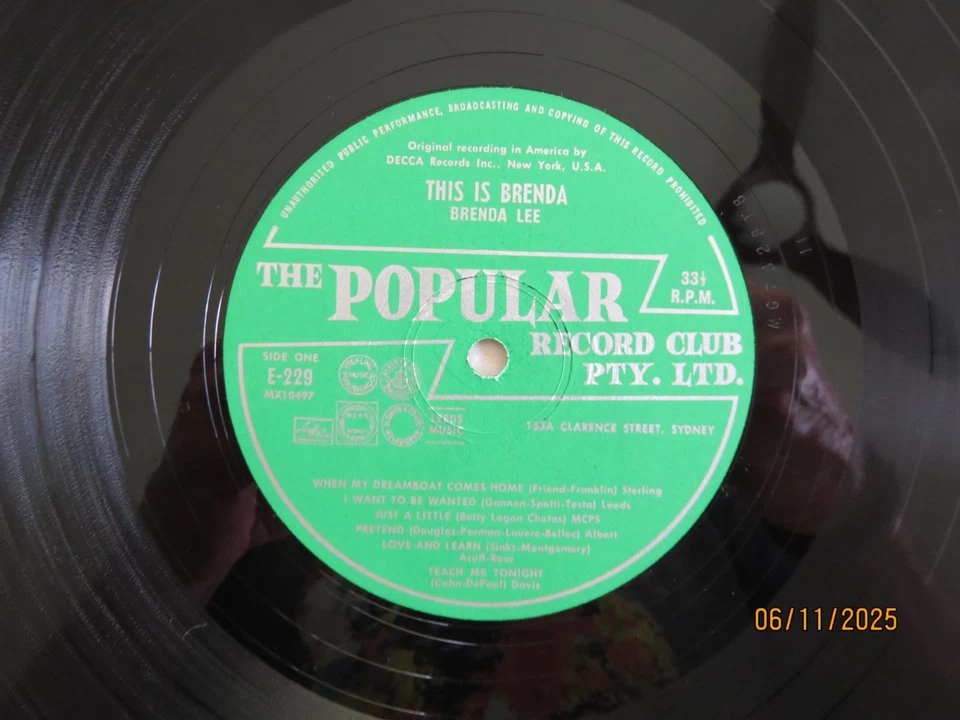 UNAUTHORISED PUBLIC PERFORMANCE, BROADCASTING AND COPYING OF THIS RECORD PROHIBITED
Original recording in America by
DECCA Records Inc., New York, U.S.A.
THIS IS BRENDA
BRENDA LEE
THE POPULAR
33⅓
R.P.M.
RECORD CLUB
PTY. LTD.
SIDE ONE
E-229
MX10497
LEEDS
MUSIC
153A CLARENCE STREET, SYDNEY
WHEN MY DREAMBOAT COMES HOME (Friend-Franklin) Sterling
I WANT TO BE WANTED (Gannon-Spotti-Testa) Leeds
JUST A LITTLE (Betty Logan Chotas) MCPS
PRETEND (Douglas-Parman-Lavere-Belloc) Albert
LOVE AND LEARN (Sinks-Montgomery)
Acuff-Rose
TEACH ME TONIGHT
(Cahn-DePaul) Davis
06/11/2025